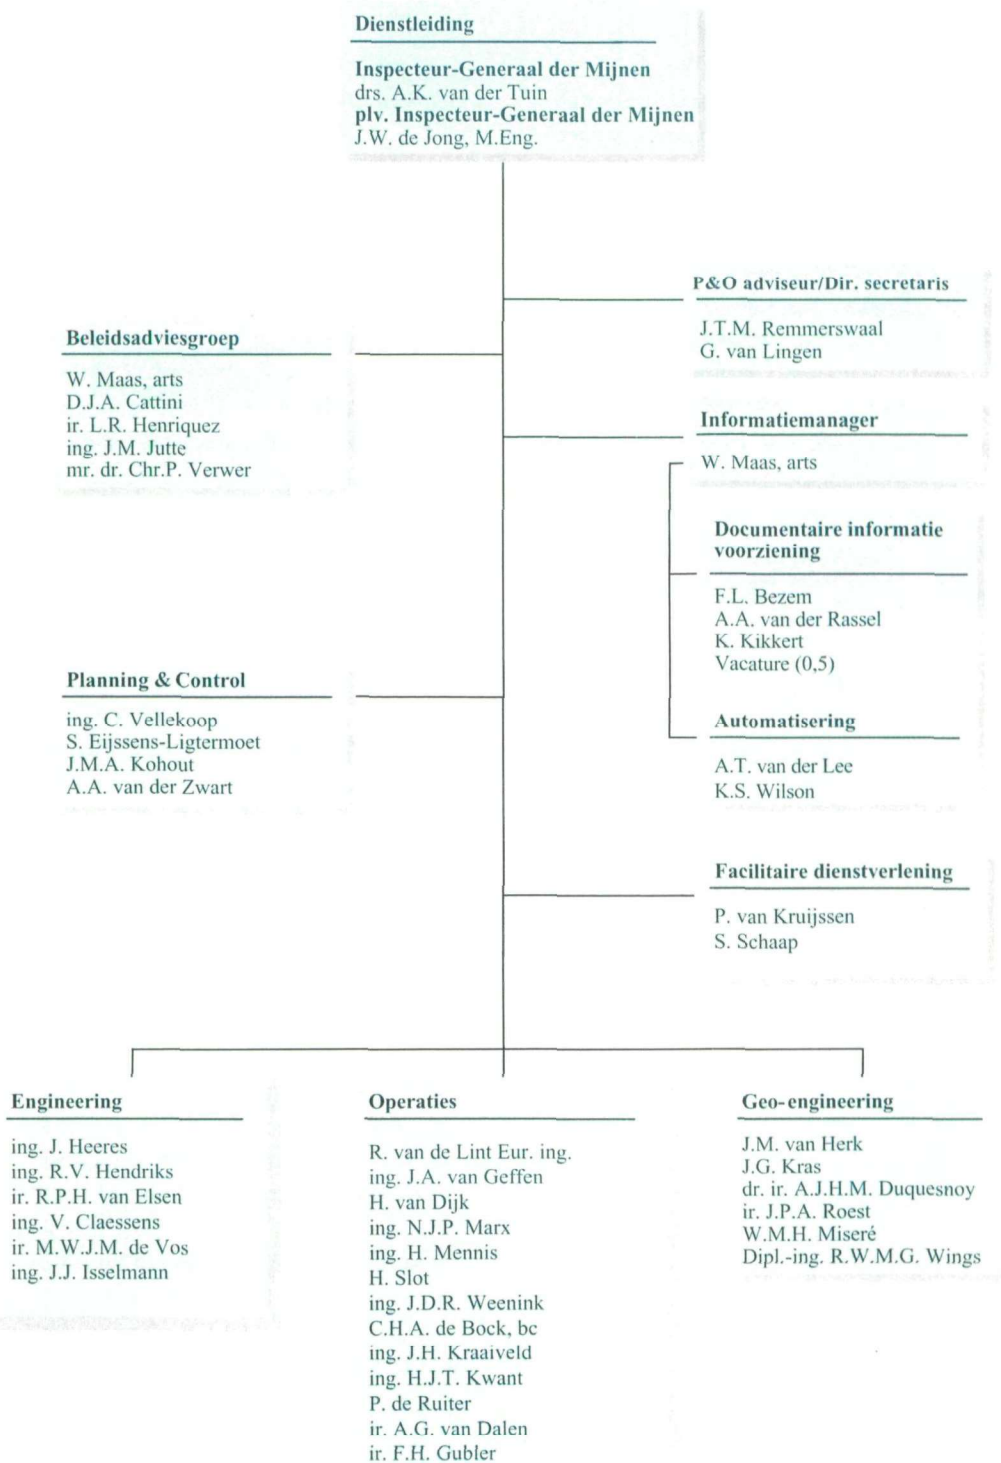 Dienstleiding
Inspecteur-Generaal der Mijnen
drs. A.K. van der Tuin
plv. Inspecteur-Generaal der Mijnen
J.W. de Jong, M.Eng.
P&O adviseur/Dir. secretaris
J.T.M. Remmerswaal
G. van Lingen
Beleidsadviesgroep
W. Maas, arts
D.J.A. Cattini
ir. L.R. Henriquez
ing. J.M. Jutte
mr. dr. Chr.P. Verwer
Informatiemanager
W. Maas, arts
Documentaire informatie
voorziening
F.L. Bezem
A.A. van der Rassel
K. Kikkert
Vacature (0,5)
Planning & Control
ing. C. Vellekoop
S. Eijssens-Ligtermoet
J.M.A. Kohout
A.A. van der Zwart
Automatisering
A.T. van der Lee
K.S. Wilson
Facilitaire dienstverlening
P. van Kruijssen
S. Schaap
Engineering
ing. J. Heeres
ing. R.V. Hendriks
ir. R.P.H. van Elsen
ing. V. Claessens
ir. M.W.J.M. de Vos
ing. J.J. Isselmann
Operaties
R. van de Lint Eur. ing.
ing. J.A. van Geffen
H. van Dijk
ing. N.J.P. Marx
ing. H. Mennis
H. Slot
ing. J.D.R. Weenink
C.H.A. de Bock, bc
ing. J.H. Kraaiveld
ing. H.J.T. Kwant
P. de Ruiter
ir. A.G. van Dalen
ir. F.H. Gubler
Geo-engineering
J.M. van Herk
J.G. Kras
dr. ir. A.J.H.M. Duquesnoy
ir. J.P.A. Roest
W.M.H. Miseré
Dipl.-ing. R.W.M.G. Wings